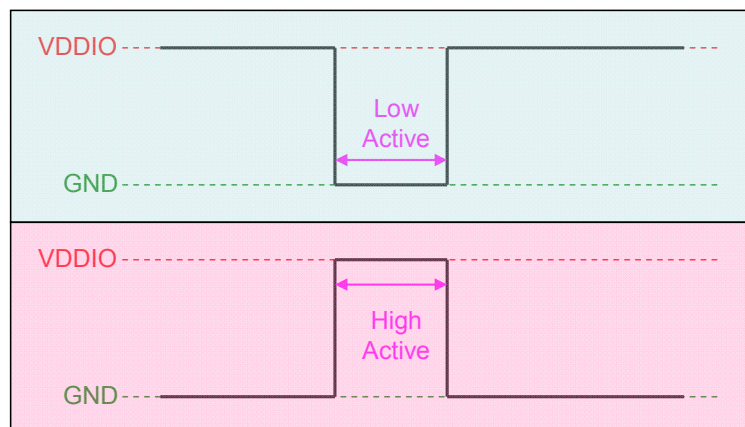 VDDIO
Low
Active
GND
VDDIO
High
Active
GND